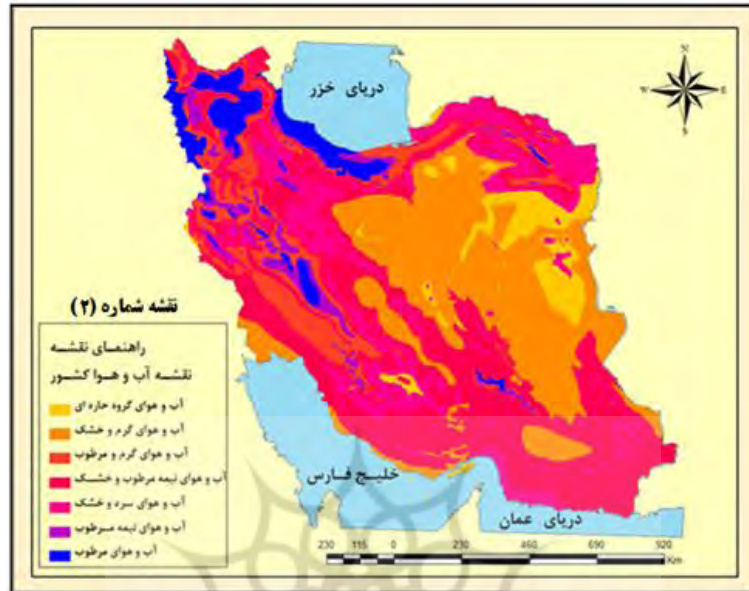 دریای خزر
N
W E
S
نقشه شماره (۲)
راهنمای نقشه
نقشه آب و هوا کشور
آب و هوای گروه حاره ای
آب و هوای گرم و خشک
آب و هوای گرم و مرطوب
آب و هوای نیمه مرطوب و خشک
آب و هوای سرد و خشک
آب و هوای نیمه مرطوب
آب و هوای مرطوب
خلیج فارس
دریای عمان
230 115 0 230 460 690 920
Km